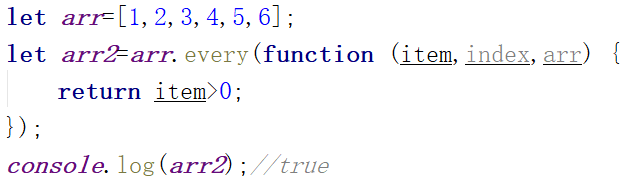 let arr=[1,2,3,4,5,6];
let arr2=arr.every(function (item,index,arr) {
    return item>0;
});
console.log(arr2);//true